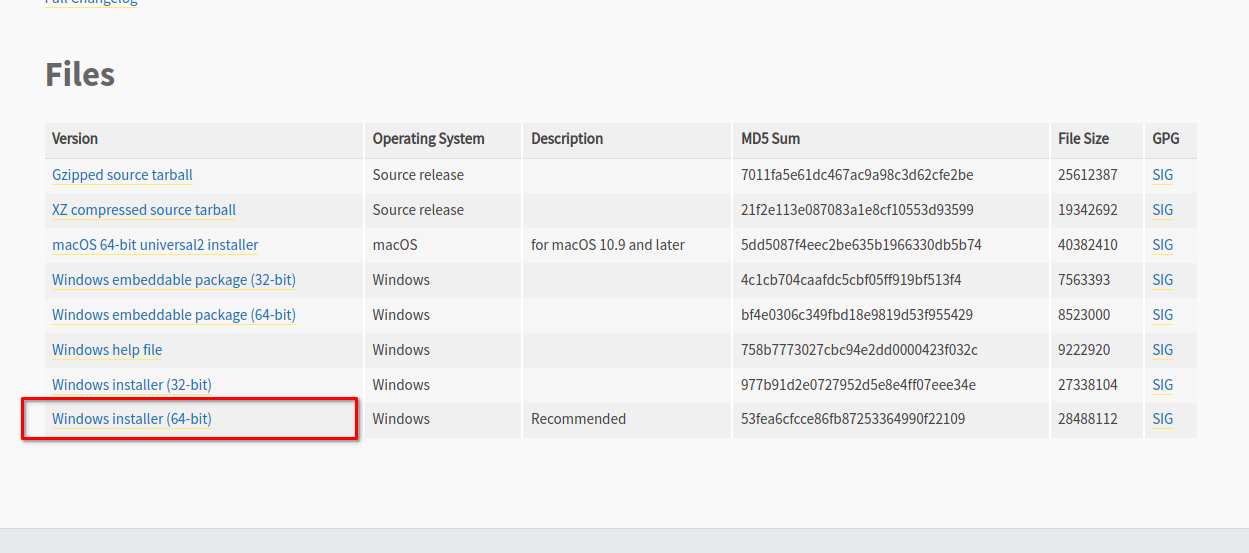 Full Changelog
Files
Version Operating System Description MD5 Sum File Size GPG
Gzipped source tarball Source release 7011fa5e61dc467ac9a98c3d62cfe2be 25612387 SIG
XZ compressed source tarball Source release 21f2e113e087083a1e8cf10553d93599 19342692 SIG
macOS 64-bit universal2 installer macOS for macOS 10.9 and later 5dd5087f4eec2be635b1966330db5b74 40382410 SIG
Windows embeddable package (32-bit) Windows 4c1cb704caafdc5cbf05ff919bf513f4 7563393 SIG
Windows embeddable package (64-bit) Windows bf4e0306c349fbd18e9819d53f955429 8523000 SIG
Windows help file Windows 758b7773027cbc94e2dd0000423f032c 9222920 SIG
Windows installer (32-bit) Windows 977b91d2e0727952d5e8e4ff07eee34e 27338104 SIG
Windows installer (64-bit) Windows Recommended 53fea6cfcce86fb87253364990f22109 28488112 SIG